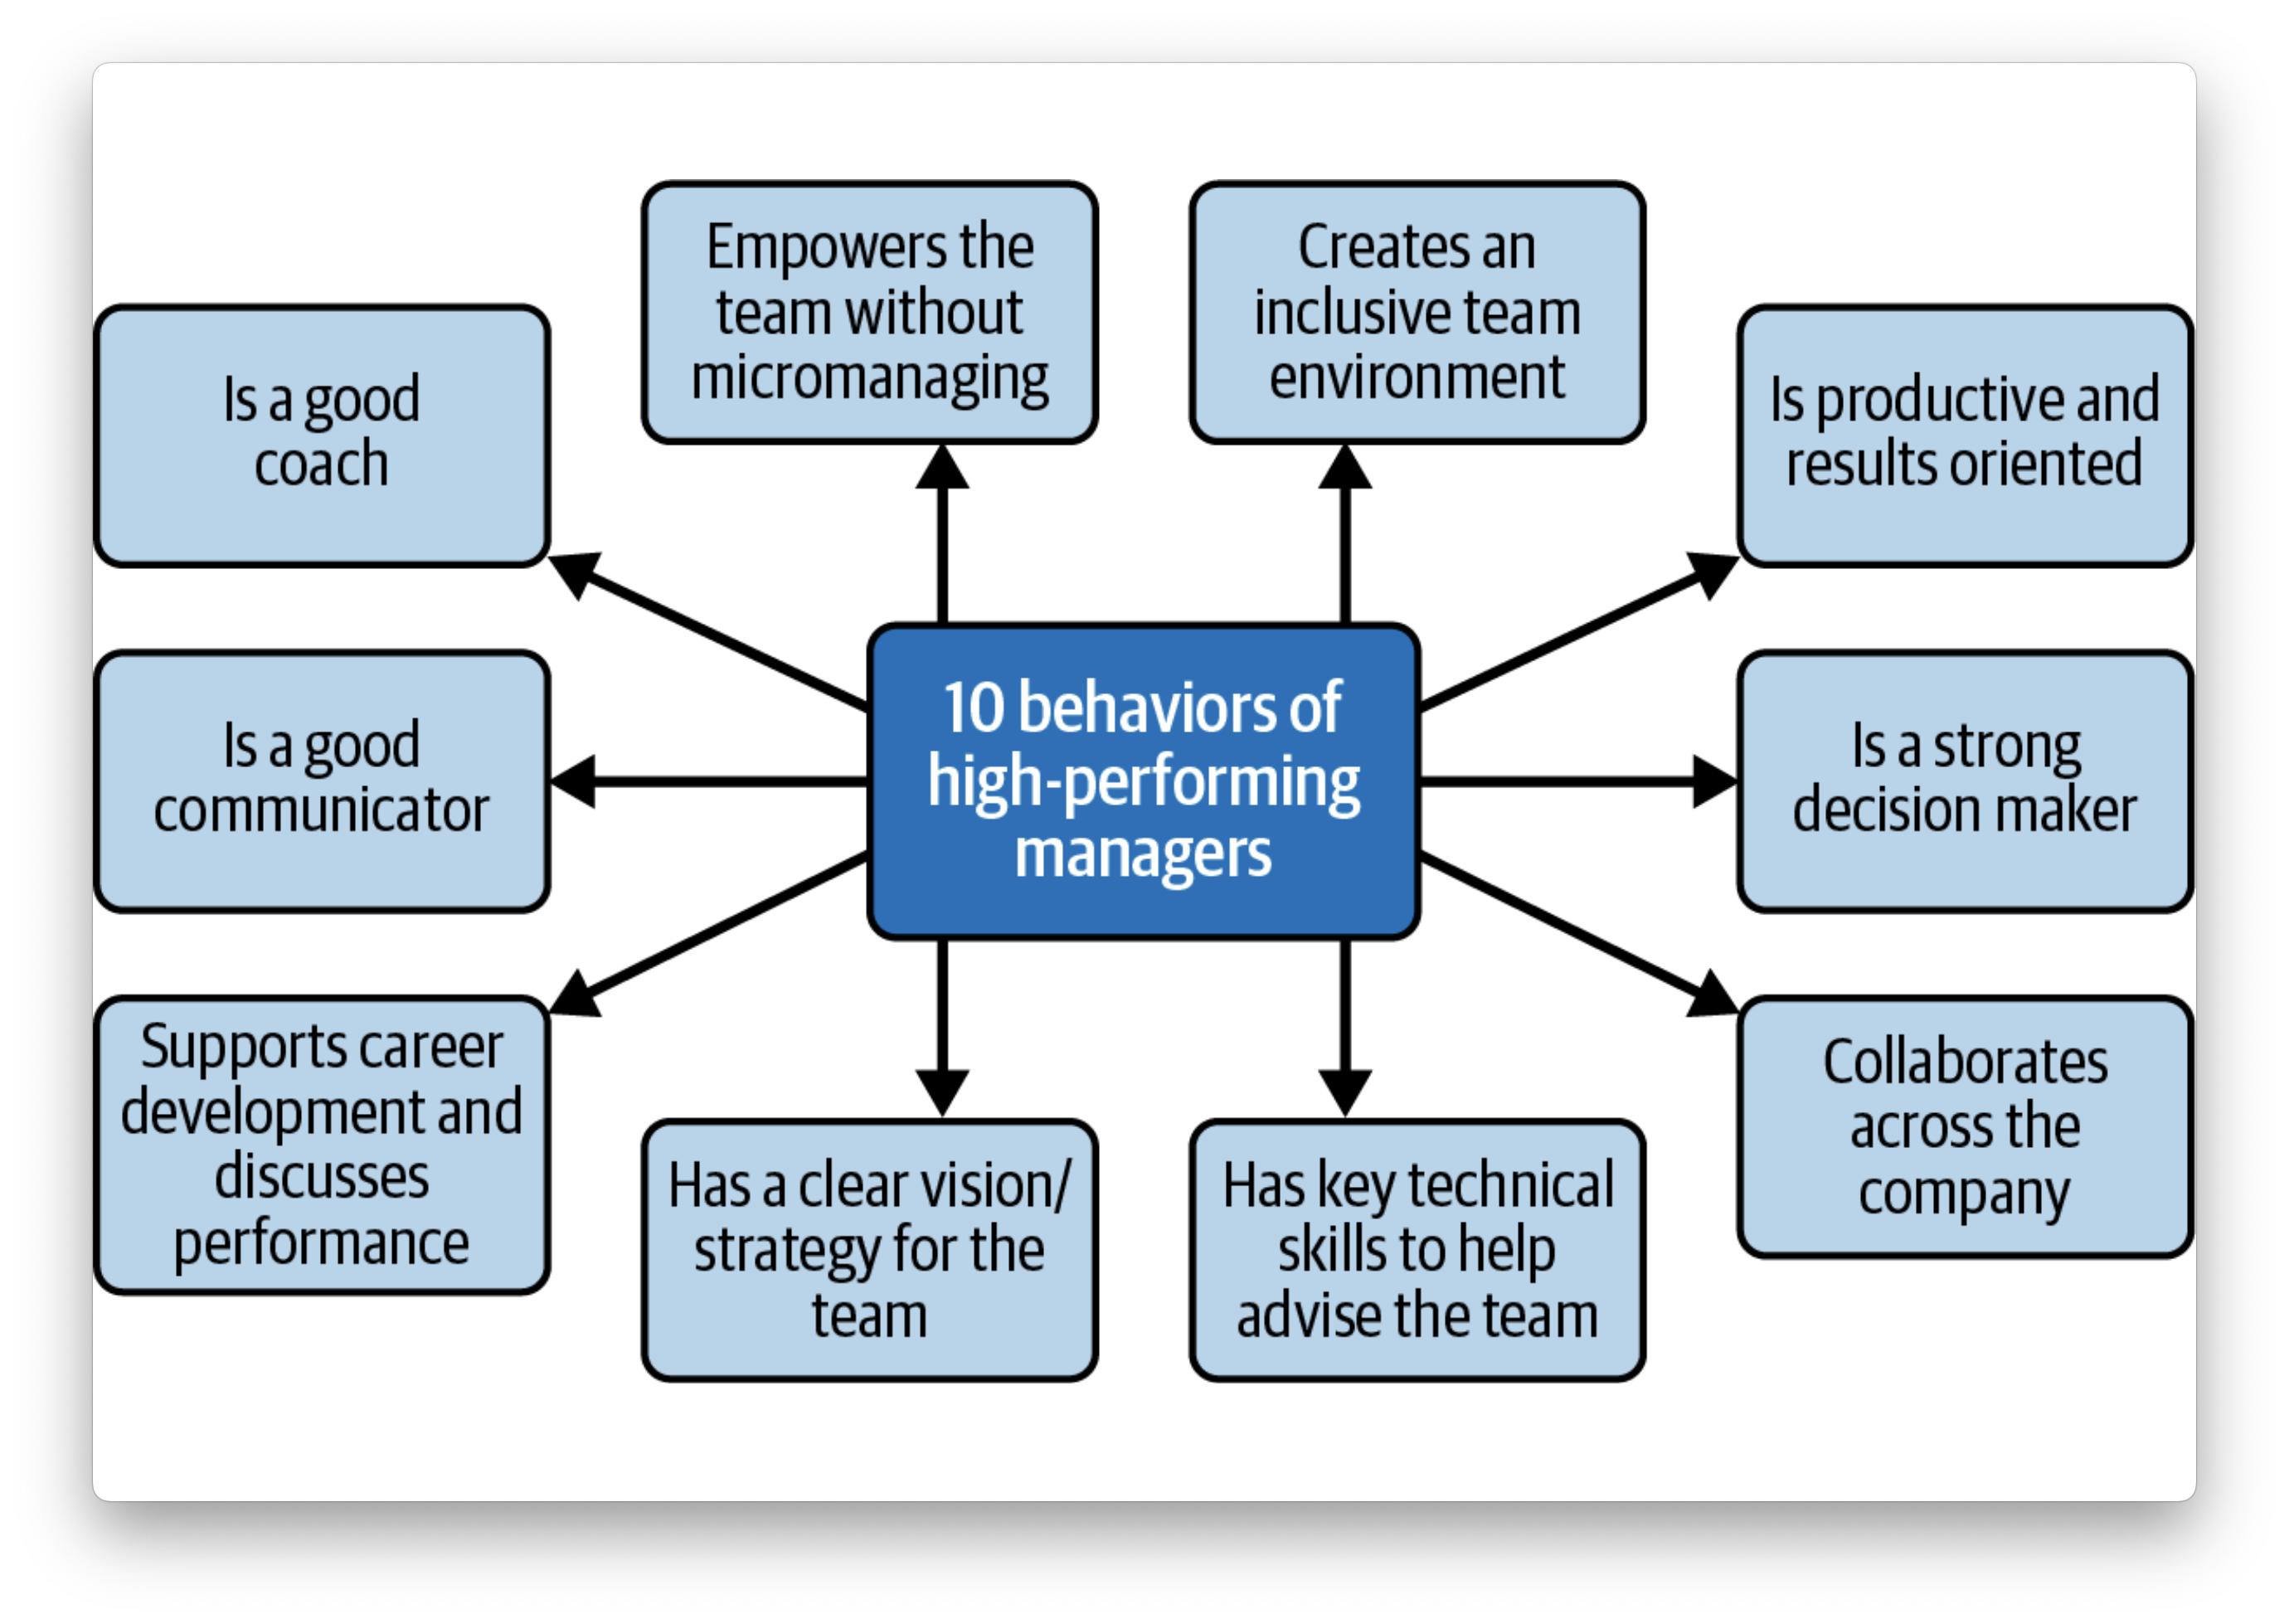 Empowers the
team without
micromanaging
Creates an
inclusive team
environment
Is a good
coach
Is productive and
results oriented
10 behaviors of
high-performing
managers
Is a good
communicator
Is a strong
decision maker
Supports career
development and
discusses
performance
Has a clear vision/
strategy for the
team
Has key technical
skills to help
advise the team
Collaborates
across the
company